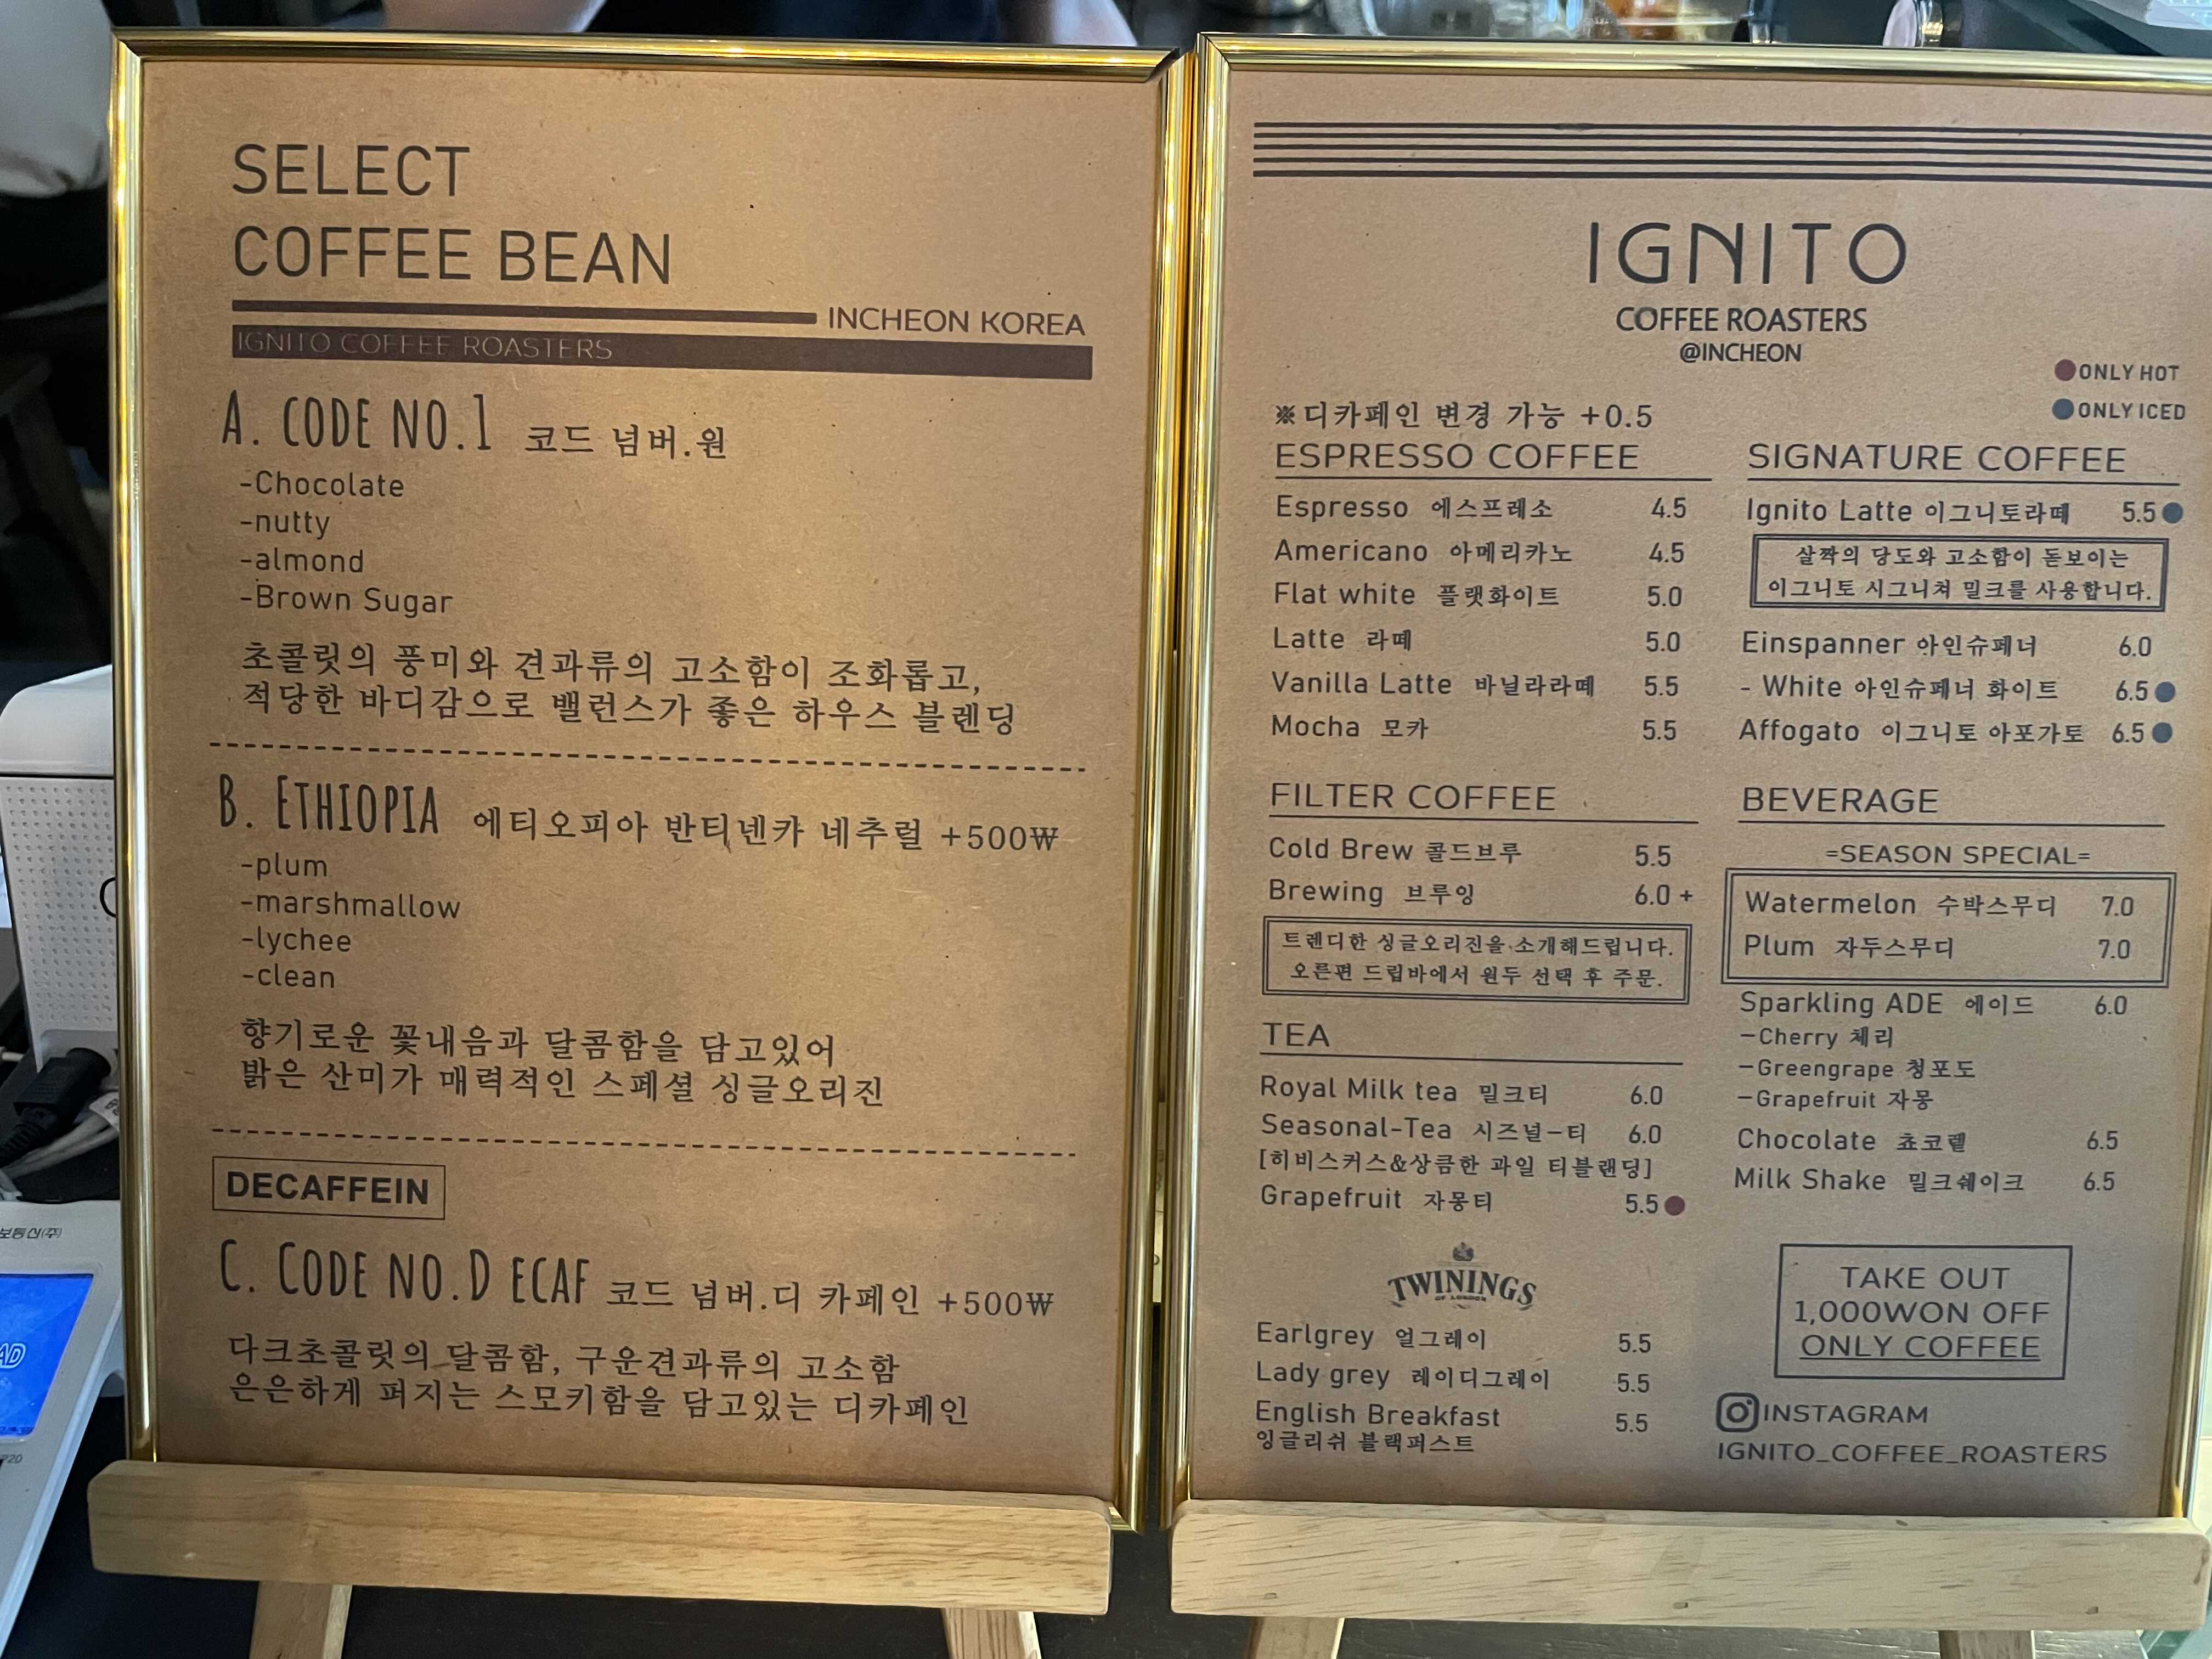 SELECT
COFFEE BEAN
INCHEON KOREA
IGNITO COFFEE ROASTERS
A. CODE NO.1 코드 넘버.원
-Chocolate
-nutty
-almond
-Brown Sugar
초콜릿의 풍미와 견과류의 고소함이 조화롭고,
적당한 바디감으로 밸런스가 좋은 하우스 블렌딩
B. ETHIOPIA 에티오피아 반티넨카 네추럴 +500₩
-plum
-marshmallow
-lychee
-clean
향기로운 꽃내음과 달콤함을 담고있어
밝은 산미가 매력적인 스페셜 싱글오리진
DECAFFEIN
C. CODE NO.D ECAF 코드 넘버.디 카페인 +500₩
다크초콜릿의 달콤함, 구운견과류의 고소함
은은하게 퍼지는 스모키함을 담고있는 디카페인
IGNITO
COFFEE ROASTERS
@INCHEON
ONLY HOT
ONLY ICED
※디카페인 변경 가능 +0.5
ESPRESSO COFFEE
Espresso 에스프레소 4.5
Americano 아메리카노 4.5
Flat white 플랫화이트 5.0
Latte 라떼 5.0
Vanilla Latte 바닐라라떼 5.5
Mocha 모카 5.5
FILTER COFFEE
Cold Brew 콜드브루 5.5
Brewing 브루잉 6.0 +
트렌디한 싱글오리진을 소개해드립니다.
오른편 드립바에서 원두 선택 후 주문.
TEA
Royal Milk tea 밀크티 6.0
Seasonal-Tea 시즈널-티 6.0
[히비스커스&상큼한 과일 티블랜딩]
Grapefruit 자몽티 5.5
TWININGS
OF LONDON
Earlgrey 얼그레이 5.5
Lady grey 레이디그레이 5.5
English Breakfast 5.5
잉글리쉬 블랙퍼스트
SIGNATURE COFFEE
Ignito Latte 이그니토라떼 5.5
살짝의 당도와 고소함이 돋보이는
이그니토 시그니쳐 밀크를 사용합니다.
Einspanner 아인슈페너 6.0
- White 아인슈페너 화이트 6.5
Affogato 이그니토 아포가토 6.5
BEVERAGE
=SEASON SPECIAL=
Watermelon 수박스무디 7.0
Plum 자두스무디 7.0
Sparkling ADE 에이드 6.0
-Cherry 체리
-Greengrape 청포도
-Grapefruit 자몽
Chocolate 쵸코렡 6.5
Milk Shake 밀크쉐이크 6.5
TAKE OUT
1,000WON OFF
ONLY COFFEE
INSTAGRAM
IGNITO_COFFEE_ROASTERS